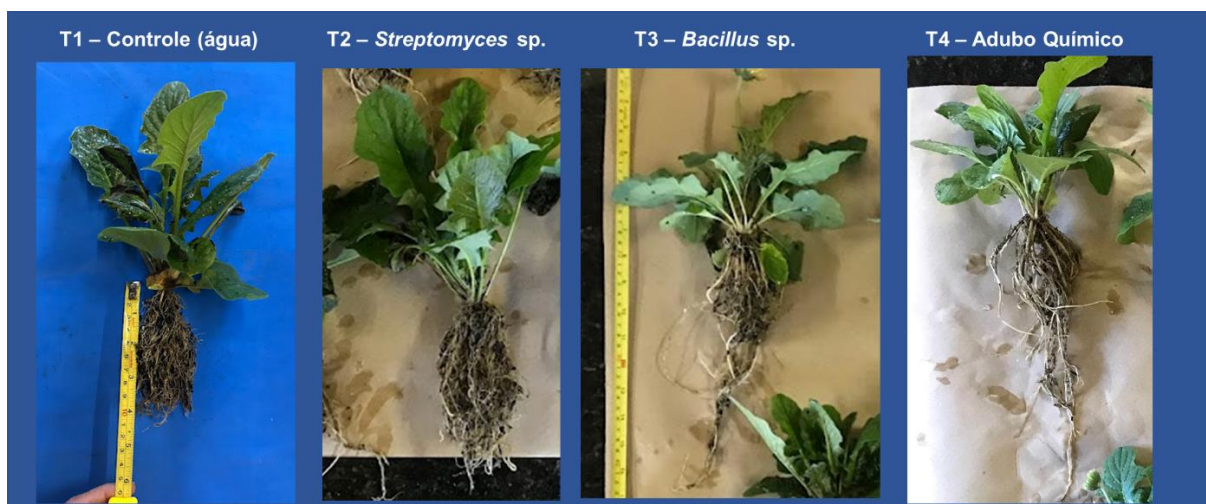 T1 – Controle (água)
T2 – Streptomyces sp.
T3 – Bacillus sp.
T4 – Adubo Químico